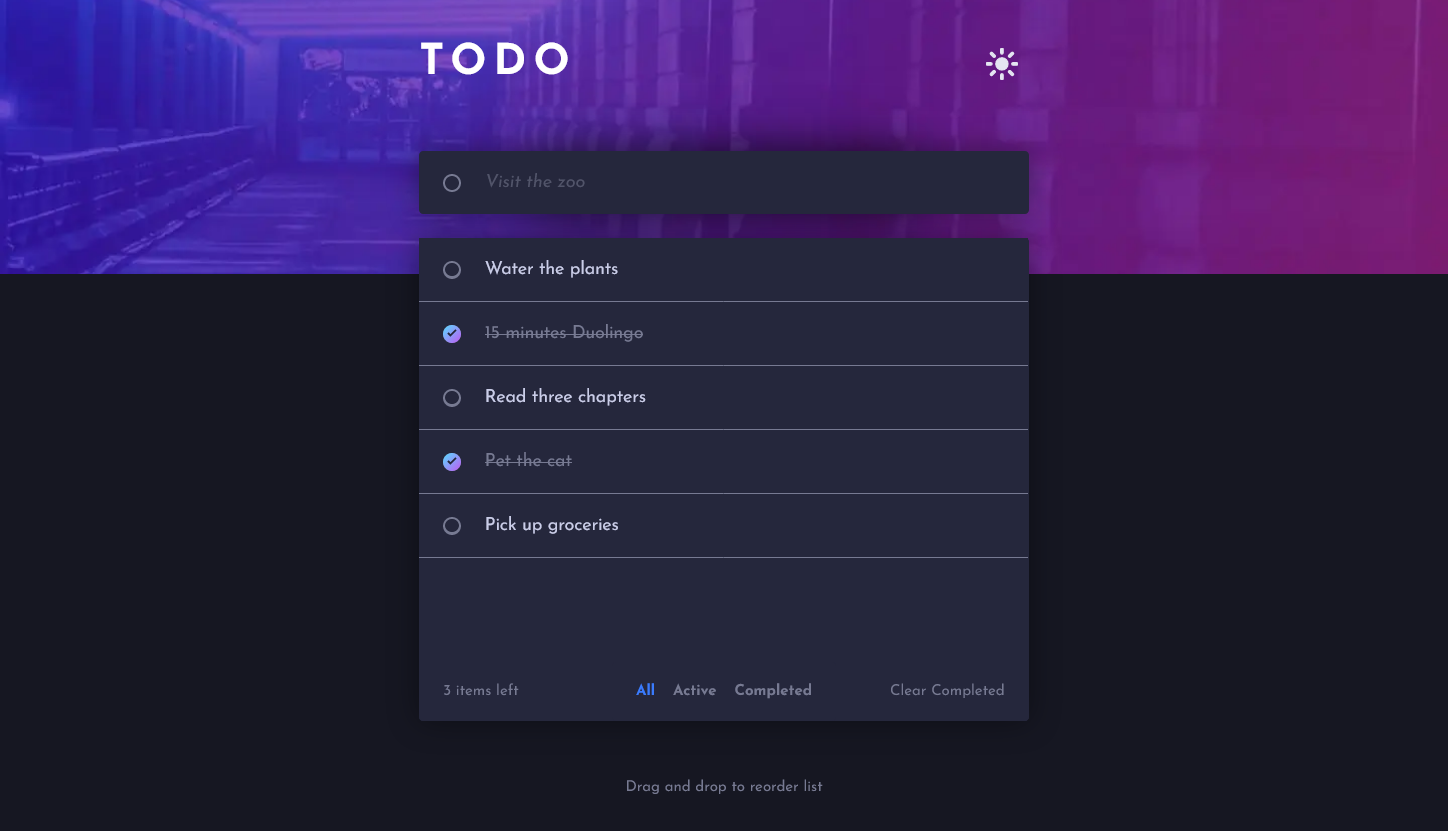 TODO
Visit the zoo
Water the plants
15 minutes Duolingo
Read three chapters
Pet the cat
Pick up groceries
3 items left All Active Completed Clear Completed
Drag and drop to reorder list